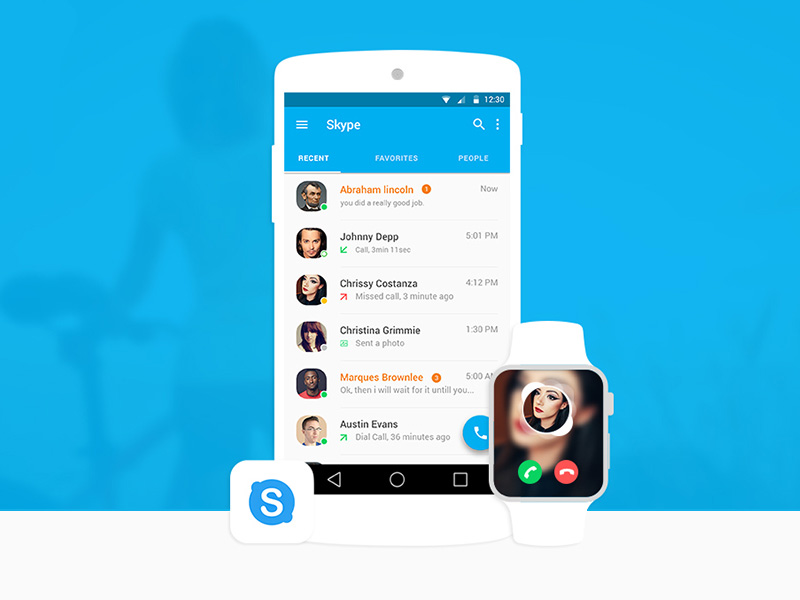 12:30
Skype
RECENT FAVORITES PEOPLE
Abraham lincoln 1 Now
you did a really good job.
Johnny Depp 5:01 PM
Call, 3min 11sec
Chrissy Costanza 4:12 PM
Missed call, 3 minute ago
Christina Grimmie 1:30 PM
Sent a photo
Marques Brownlee 3 5:00 AM
Ok, then i will wait for it untill you...
Austin Evans
Dial Call, 36 minutes ago
S